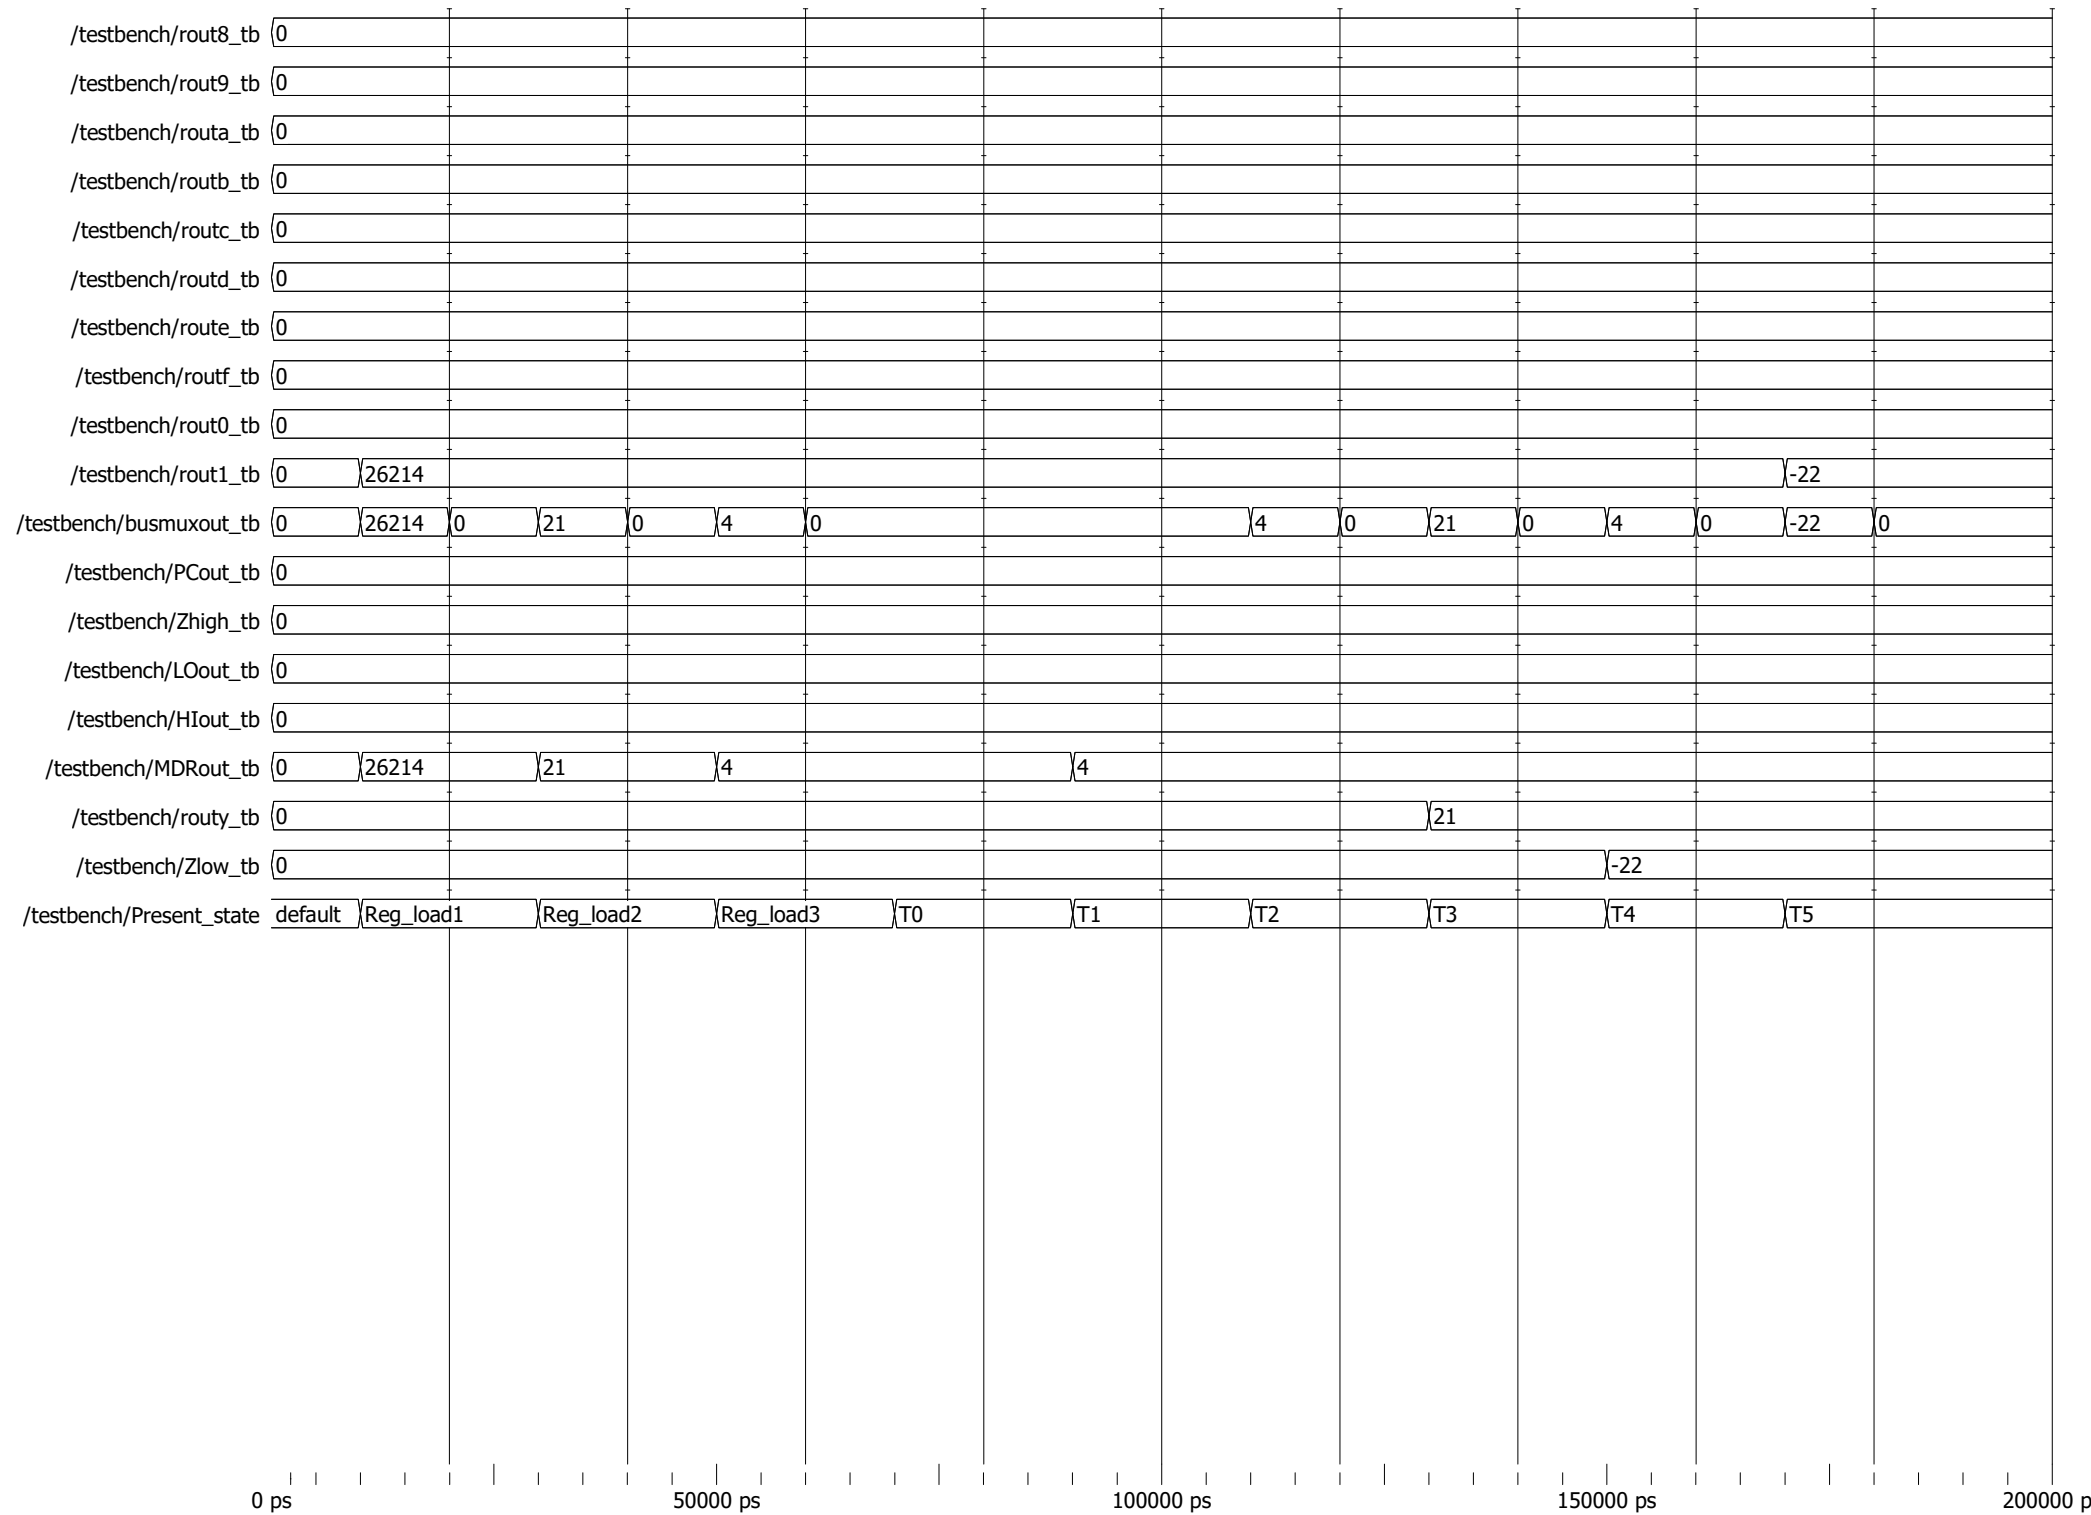 /testbench/rout8_tb 0
/testbench/rout9_tb 0
/testbench/routa_tb 0
/testbench/routb_tb 0
/testbench/routc_tb 0
/testbench/routd_tb 0
/testbench/route_tb 0
/testbench/routf_tb 0
/testbench/rout0_tb 0
/testbench/rout1_tb 0 26214 -22
/testbench/busmuxout_tb 0 26214 0 21 0 4 0 4 0 21 0 4 0 -22 0
/testbench/PCout_tb 0
/testbench/Zhigh_tb 0
/testbench/LOout_tb 0
/testbench/HIout_tb 0
/testbench/MDRout_tb 0 26214 21 4 4
/testbench/routy_tb 0 21
/testbench/Zlow_tb 0 -22
/testbench/Present_state default Reg_load1 Reg_load2 Reg_load3 T0 T1 T2 T3 T4 T5
0 ps 50000 ps 100000 ps 150000 ps 200000 p